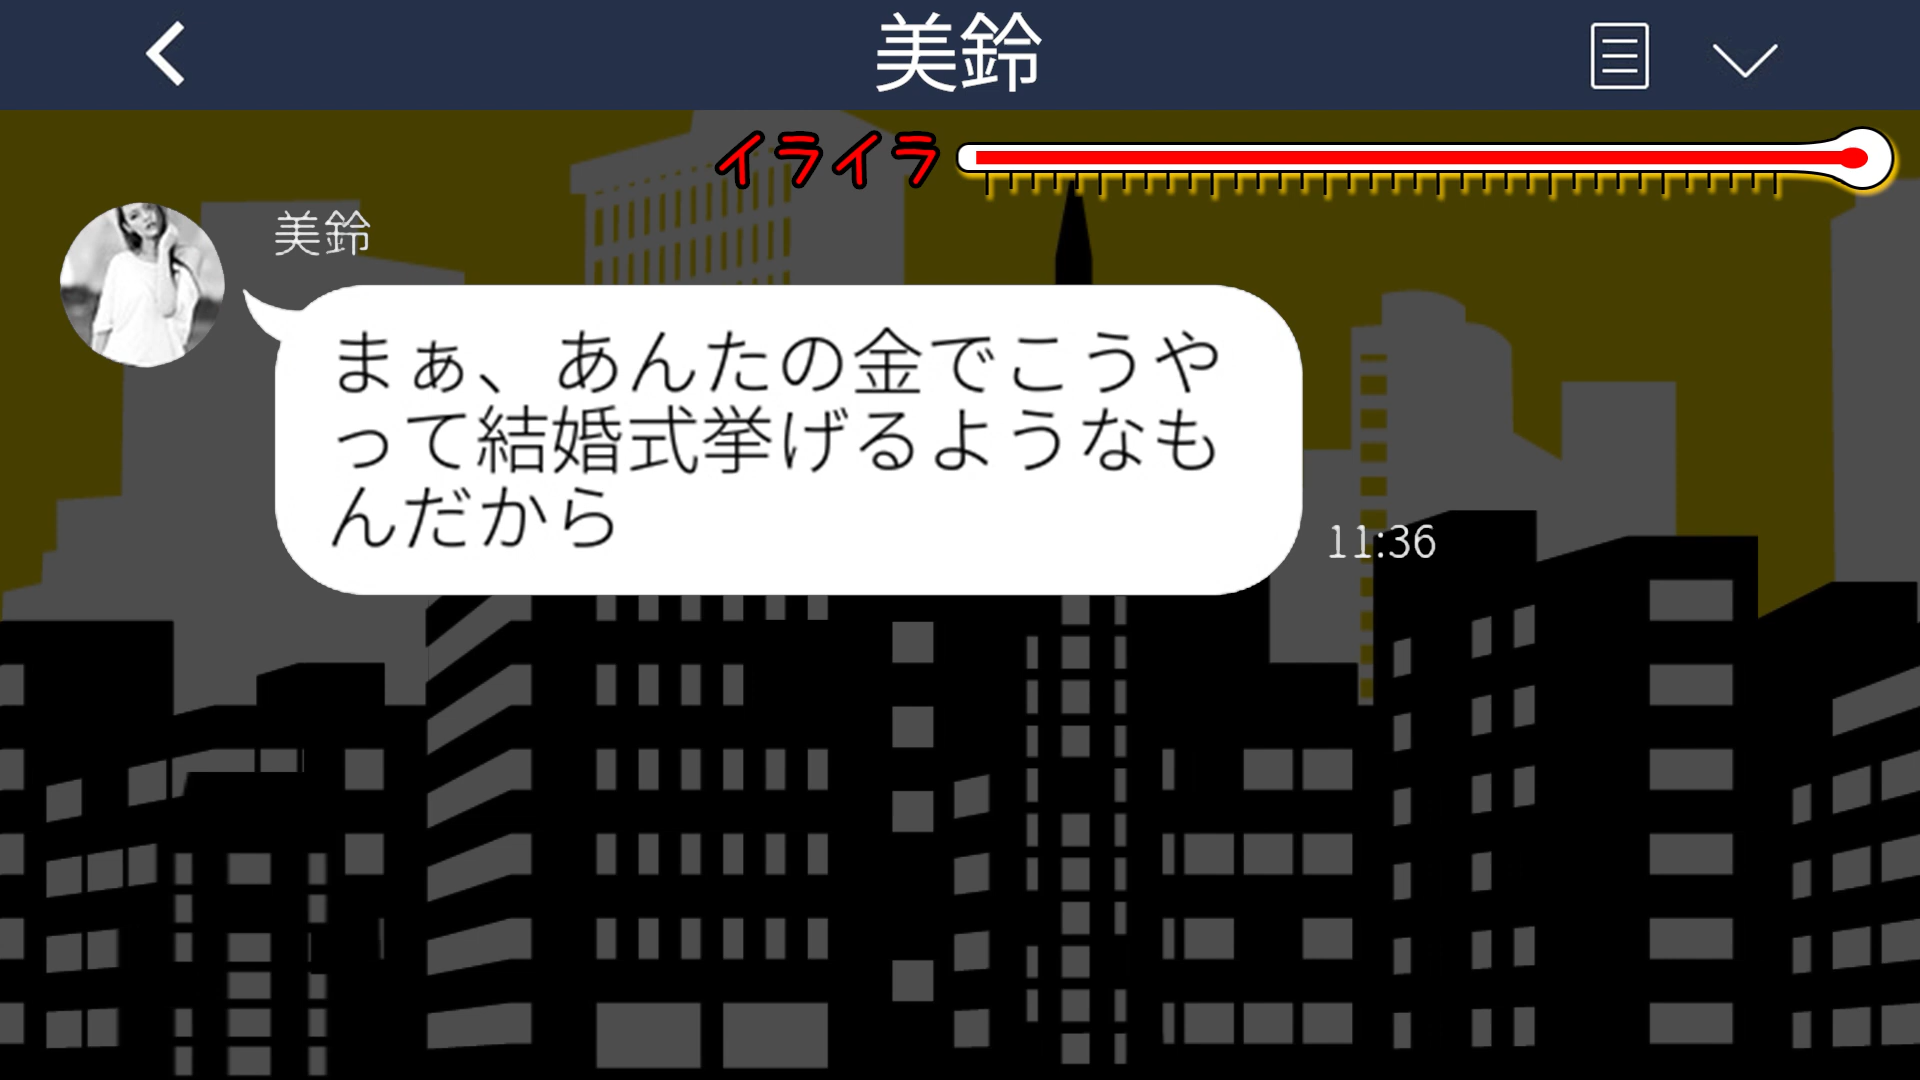 美鈴
イライラ
美鈴
まぁ、あんたの金でこうや
って結婚式挙げるようなも
んだから
11:36